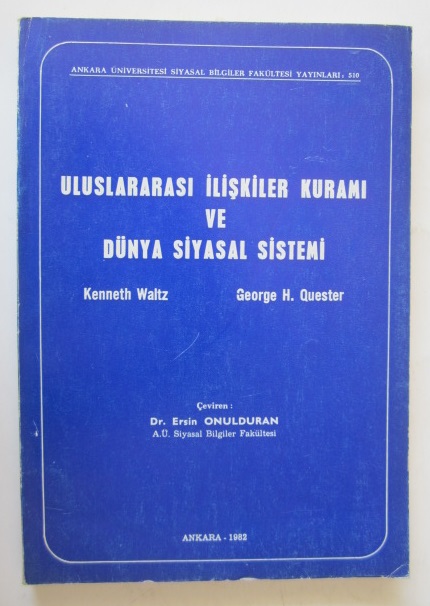 ANKARA ÜNİVERSİTESİ SİYASAL BİLGİLER FAKÜLTESİ YAYINLARI: 510
ULUSLARARASI İLİŞKİLER KURAMI
VE
DÜNYA SİYASAL SİSTEMİ
Kenneth Waltz George H. Quester
Çeviren :
Dr. Ersin ONULDURAN
A.Ü. Siyasal Bilgiler Fakültesi
ANKARA - 1982